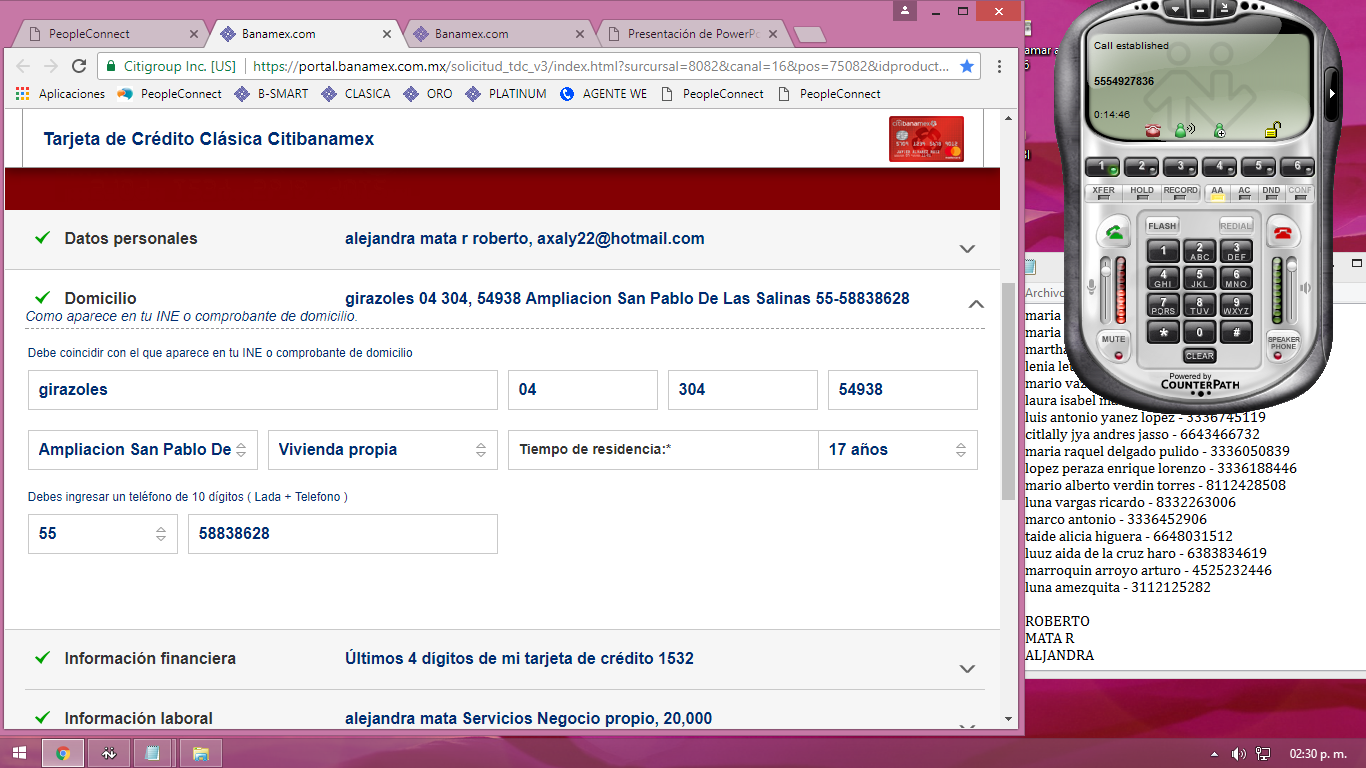 PeopleConnect
Banamex.com
Banamex.com
Presentación de PowerPo
Citigroup Inc. [US]
https://portal.banamex.com.mx/solicitud_tdc_v3/index.html?surcursal=8082&canal=16&pos=75082&idproduct...
Aplicaciones
PeopleConnect
B-SMART
CLASICA
ORO
PLATINUM
AGENTE WE
PeopleConnect
PeopleConnect
Tarjeta de Crédito Clásica Citibanamex
Datos personales
alejandra mata r roberto, axaly22@hotmail.com
Domicilio
girazoles 04 304, 54938 Ampliacion San Pablo De Las Salinas 55-58838628
Como aparece en tu INE o comprobante de domicilio.
Debe coincidir con el que aparece en tu INE o comprobante de domicilio
girazoles
04
304
54938
Ampliacion San Pablo De
Vivienda propia
Tiempo de residencia:*
17 años
Debes ingresar un teléfono de 10 dígitos ( Lada + Telefono )
55
58838628
Información financiera
Últimos 4 dígitos de mi tarjeta de crédito 1532
Información laboral
alejandra mata Servicios Negocio propio, 20,000
Call established
5554927836
0:14:46
1 2 3 4 5 6
XFER HOLD RECORD AA AC DND CONF
FLASH
REDIAL
1
2 ABC
3 DEF
4 GHI
5 JKL
6 MNO
7 PQRS
8 TUV
9 WXYZ
*
0
#
MUTE
SPEAKER PHONE
CLEAR
Powered by
COUNTERPATH
Archivo
maria
maria
martha
lenia le
mario vaz
laura isabel m
luis antonio yanez lopez - 3336745119
citlally jya andres jasso - 6643466732
maria raquel delgado pulido - 3336050839
lopez peraza enrique lorenzo - 3336188446
mario alberto verdin torres - 8112428508
luna vargas ricardo - 8332263006
marco antonio - 3336452906
taide alicia higuera - 6648031512
luuz aida de la cruz haro - 6383834619
marroquin arroyo arturo - 4525232446
luna amezquita - 3112125282
ROBERTO
MATA R
ALJANDRA
02:30 p. m.